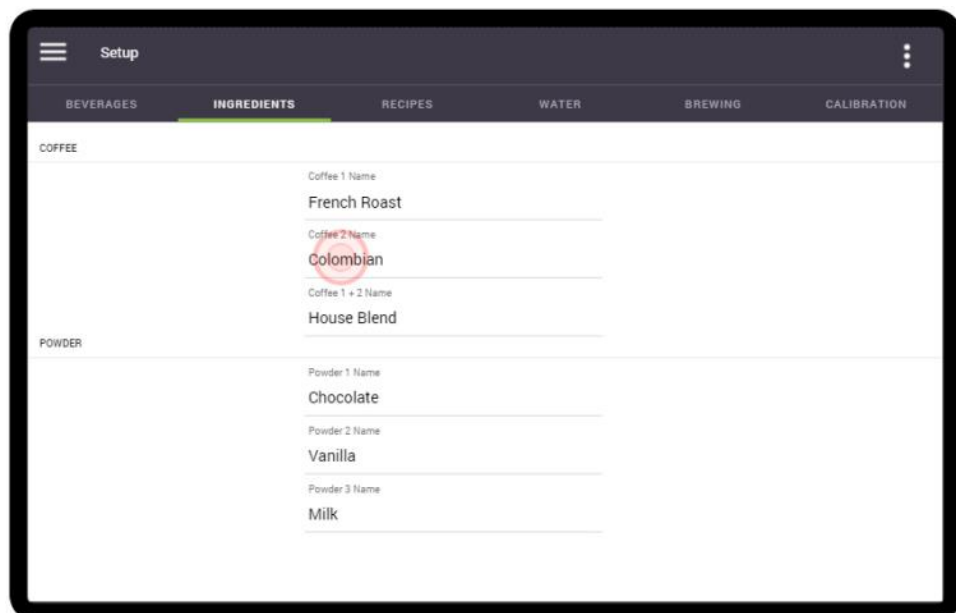 Setup
BEVERAGES INGREDIENTS RECIPES WATER BREWING CALIBRATION
COFFEE
Coffee 1 Name
French Roast
Coffee 2 Name
Colombian
Coffee 1 + 2 Name
House Blend
POWDER
Powder 1 Name
Chocolate
Powder 2 Name
Vanilla
Powder 3 Name
Milk